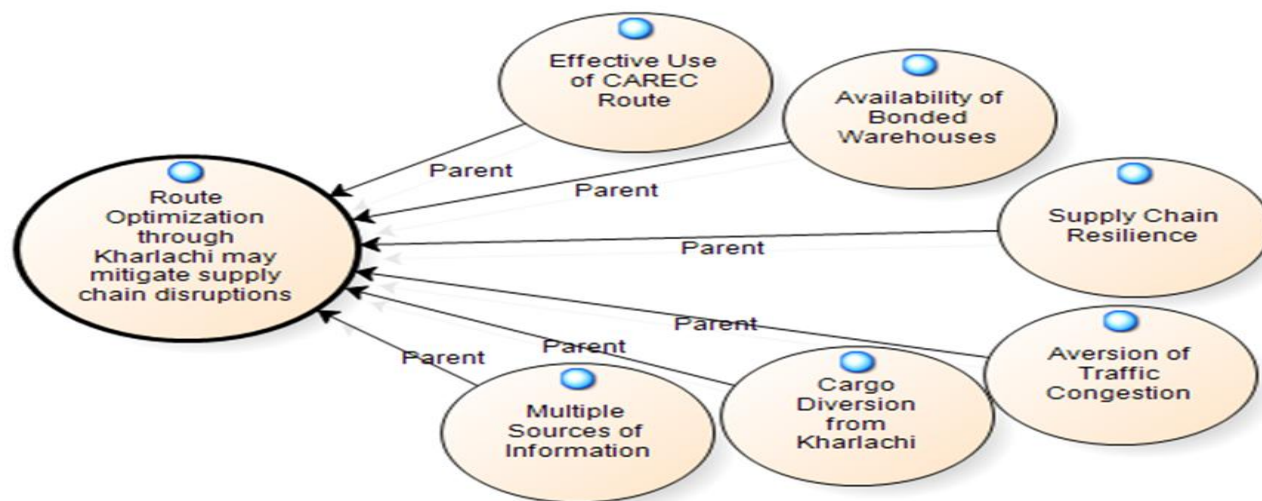 Effective Use
of CAREC
Route
Availability of
Bonded
Warehouses
Parent
Parent
Route
Optimization
through
Kharlachi may
mitigate supply
chain disruptions
Supply Chain
Resilience
Parent
Parent
Aversion of
Traffic
Congestion
Parent
Parent
Cargo
Diversion
from
Kharlachi
Multiple
Sources of
Information